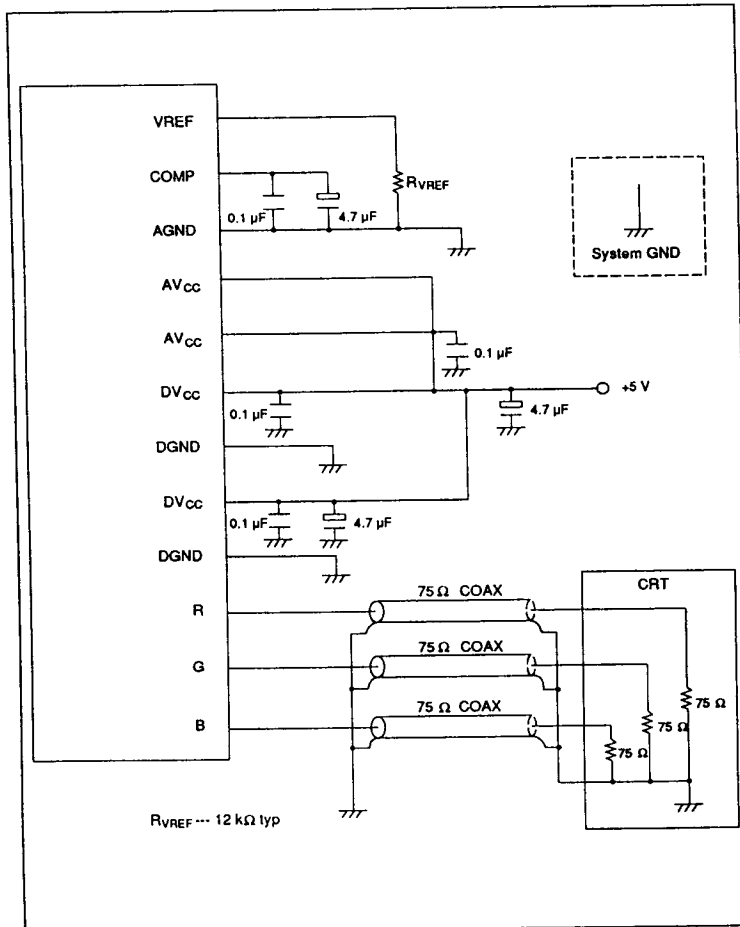 VREF
COMP
RVREF
0.1 µF
4.7 µF
AGND
System GND
AVCC
AVCC
0.1 µF
DVCC
+5 V
0.1 µF
4.7 µF
DGND
DVCC
0.1 µF
4.7 µF
DGND
CRT
75 Ω COAX
R
75 Ω COAX
G
75 Ω COAX
75 Ω
75 Ω
75 Ω
B
RVREF --- 12 kΩ typ